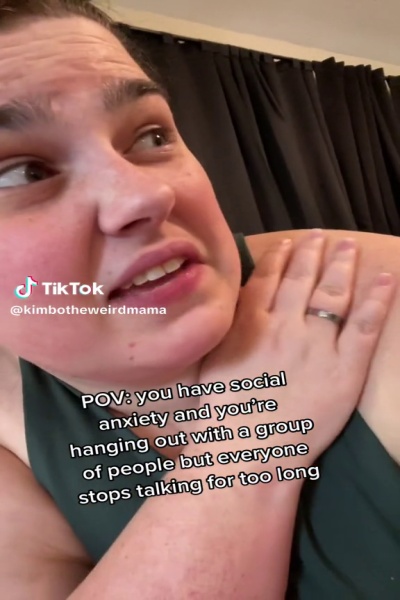 TikTok
@kimbotheweirdmama
POV: you have social
anxiety and you're
hanging out with a group
of people but everyone
stops talking for too long